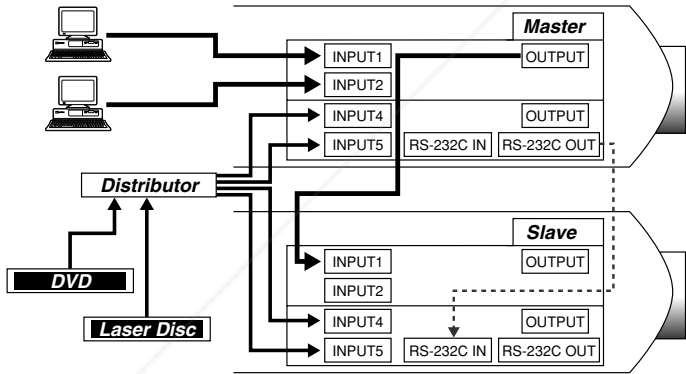 Master
INPUT1 OUTPUT
INPUT2
INPUT4 OUTPUT
INPUT5 RS-232C IN RS-232C OUT
Distributor
Slave
INPUT1 OUTPUT
DVD
INPUT2
Laser Disc
INPUT4 OUTPUT
INPUT5 RS-232C IN RS-232C OUT